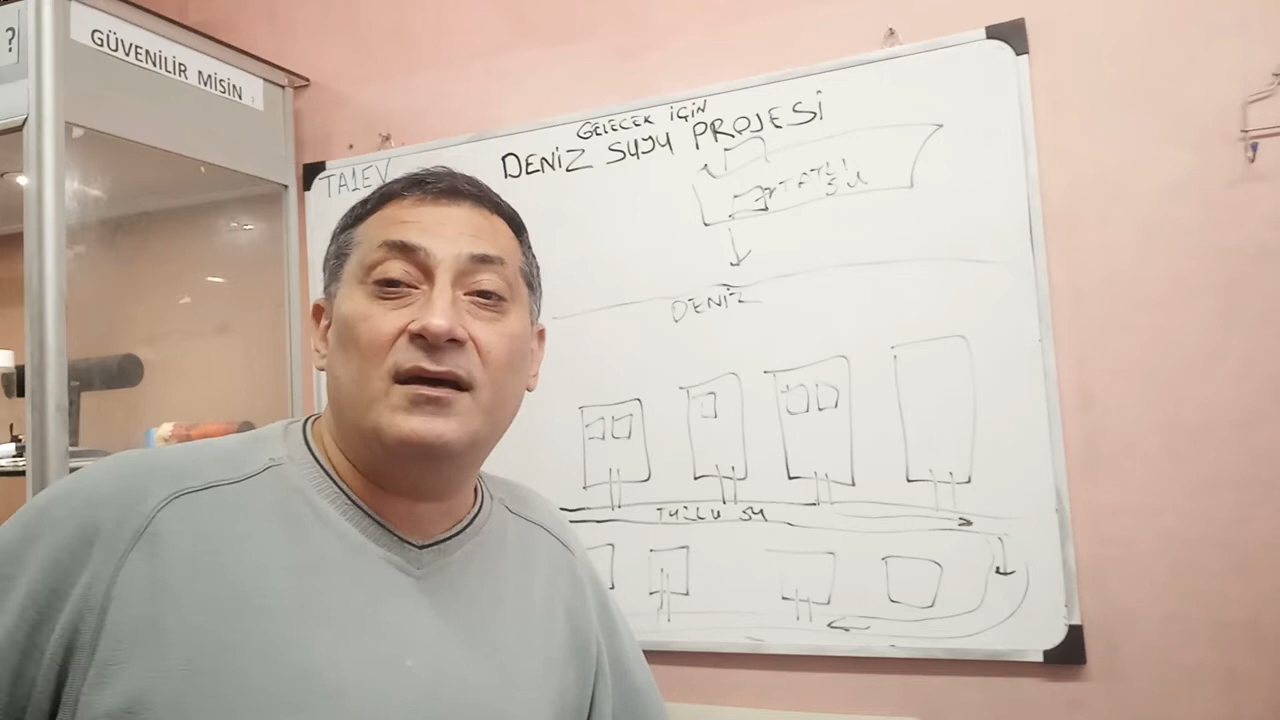 ?
GÜVENİLİR MİSİN ?
GELECEK İÇİN
DENİZ SUYU PROJESİ
TA1EV
TATLI
SU
DENİZ
TUZLU SU